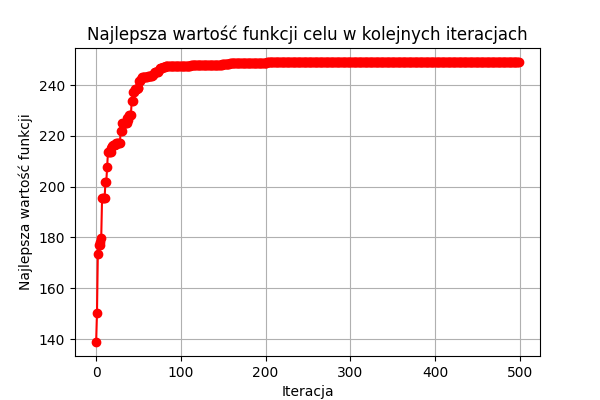 Najlepsza wartość funkcji celu w kolejnych iteracjach
Najlepsza wartość funkcji
240
220
200
180
160
140
0 100 200 300 400 500
Iteracja